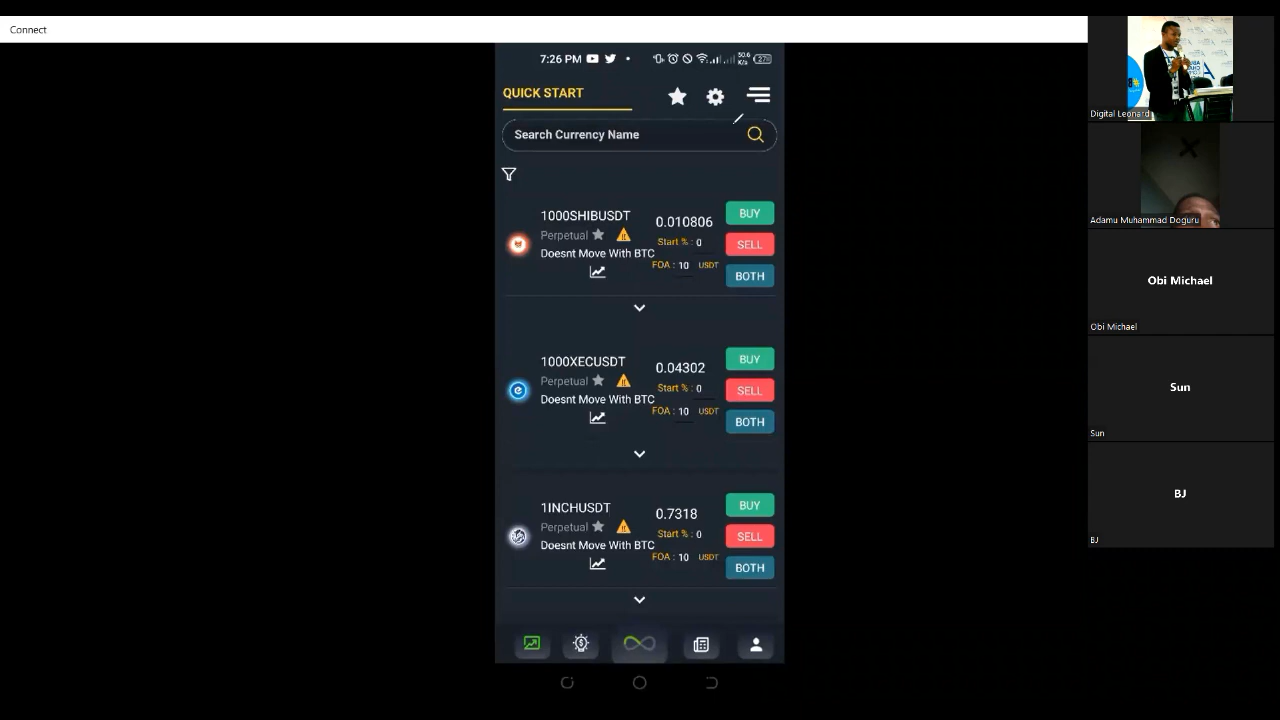 Connect
7:26 PM
50.6
K/s
27
QUICK START
Search Currency Name
1000SHIBUSDT
0.010806
BUY
Perpetual
Start % : 0
SELL
Doesnt Move With BTC
FOA : 10 USDT
BOTH
1000XECUSDT
0.04302
BUY
Perpetual
Start % : 0
SELL
Doesnt Move With BTC
FOA : 10 USDT
BOTH
1INCHUSDT
0.7318
BUY
Perpetual
Start % : 0
SELL
Doesnt Move With BTC
FOA : 10 USDT
BOTH
Digital Leonard
Adamu Muhammad Doguru
Obi Michael
Obi Michael
Sun
Sun
BJ
BJ